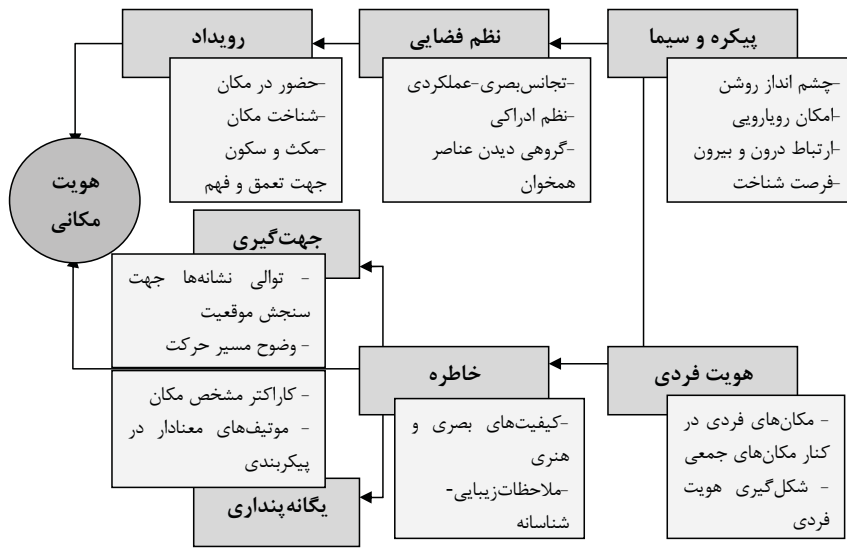 پیکره و سیما
-چشم انداز روشن
-امکان رویارویی
-ارتباط درون و بیرون
-فرصت شناخت
نظم فضایی
-تجانس‌بصری-عملکردی
-نظم ادراکی
-گروهی دیدن عناصر
همخوان
رویداد
-حضور در مکان
-شناخت مکان
-مکث و سکون
جهت تعمق و فهم
هویت
مکانی
جهت‌گیری
- توالی نشانه‌ها جهت
سنجش موقعیت
- وضوح مسیر حرکت
هویت فردی
- مکان‌های فردی در
کنار مکان‌های جمعی
- شکل‌گیری هویت
فردی
خاطره
-کیفیت‌های بصری و
هنری
-ملاحظات‌زیبایی-
شناسانه
- کاراکتر مشخص مکان
- موتیف‌های معنادار در
پیکربندی
یگانه‌پنداری